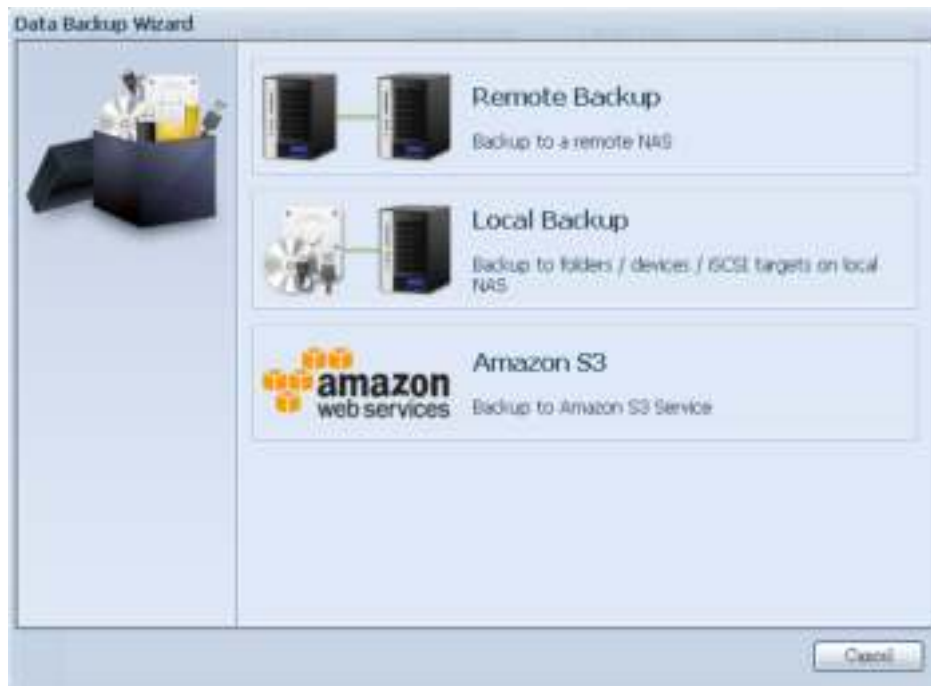 Data Backup Wizard
Remote Backup
Backup to a remote NAS
Local Backup
Backup to folders / devices / iSCSI targets on local
NAS
amazon
web services
Amazon S3
Backup to Amazon S3 Service
Cancel